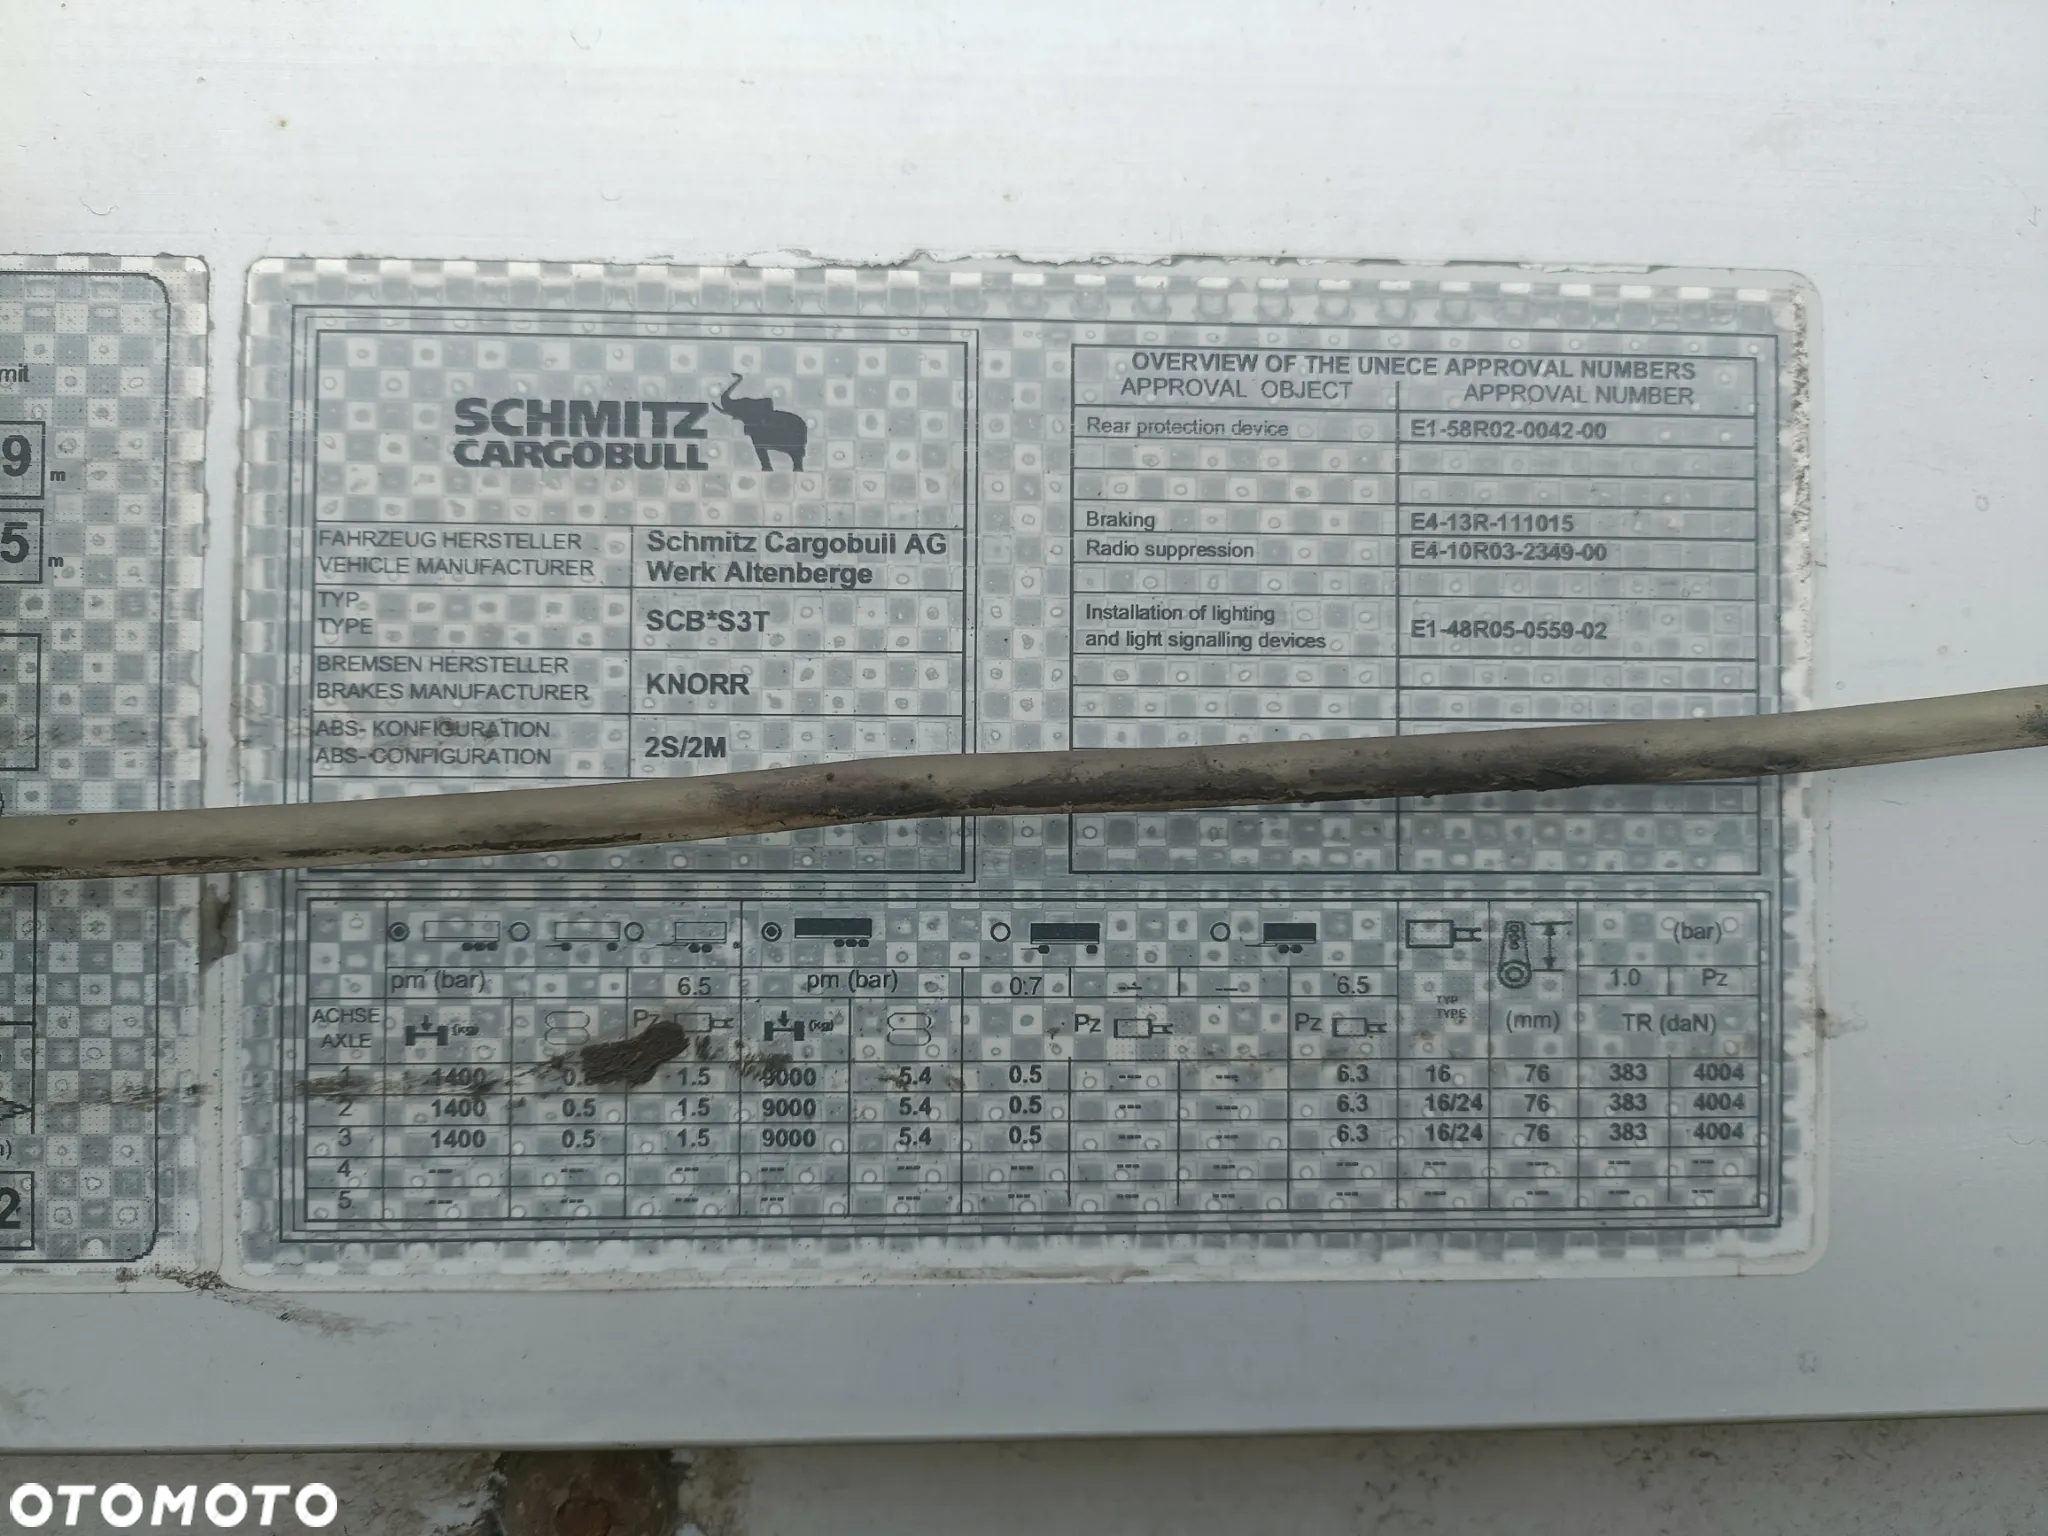 mit
9 m
5 m
2
SCHMITZ
CARGOBULL
FAHRZEUG HERSTELLER
VEHICLE MANUFACTURER
Schmitz Cargobull AG
Werk Altenberge
TYP
TYPE
SCB*S3T
BREMSEN HERSTELLER
BRAKES MANUFACTURER
KNORR
ABS- KONFIGURATION
ABS- CONFIGURATION
2S/2M
OVERVIEW OF THE UNECE APPROVAL NUMBERS
APPROVAL OBJECT APPROVAL NUMBER
Rear protection device E1-58R02-0042-00
Braking E4-13R-111015
Radio suppression E4-10R03-2349-00
Installation of lighting
and light signalling devices E1-48R05-0559-02
(bar)
pm (bar) 6.5 pm (bar) 0.7 --- --- 6.5 1.0 Pz
ACHSE
AXLE
(kg) Pz (kg) Pz Pz TYP
TYPE (mm) TR (daN)
1 1400 0.5 1.5 9000 5.4 0.5 --- --- 6.3 16 76 383 4004
2 1400 0.5 1.5 9000 5.4 0.5 --- --- 6.3 16/24 76 383 4004
3 1400 0.5 1.5 9000 5.4 0.5 --- --- 6.3 16/24 76 383 4004
4 --- --- --- --- --- --- --- --- --- --- --- --- ---
5 --- --- --- --- --- --- --- --- --- --- --- --- ---
OTOMOTO